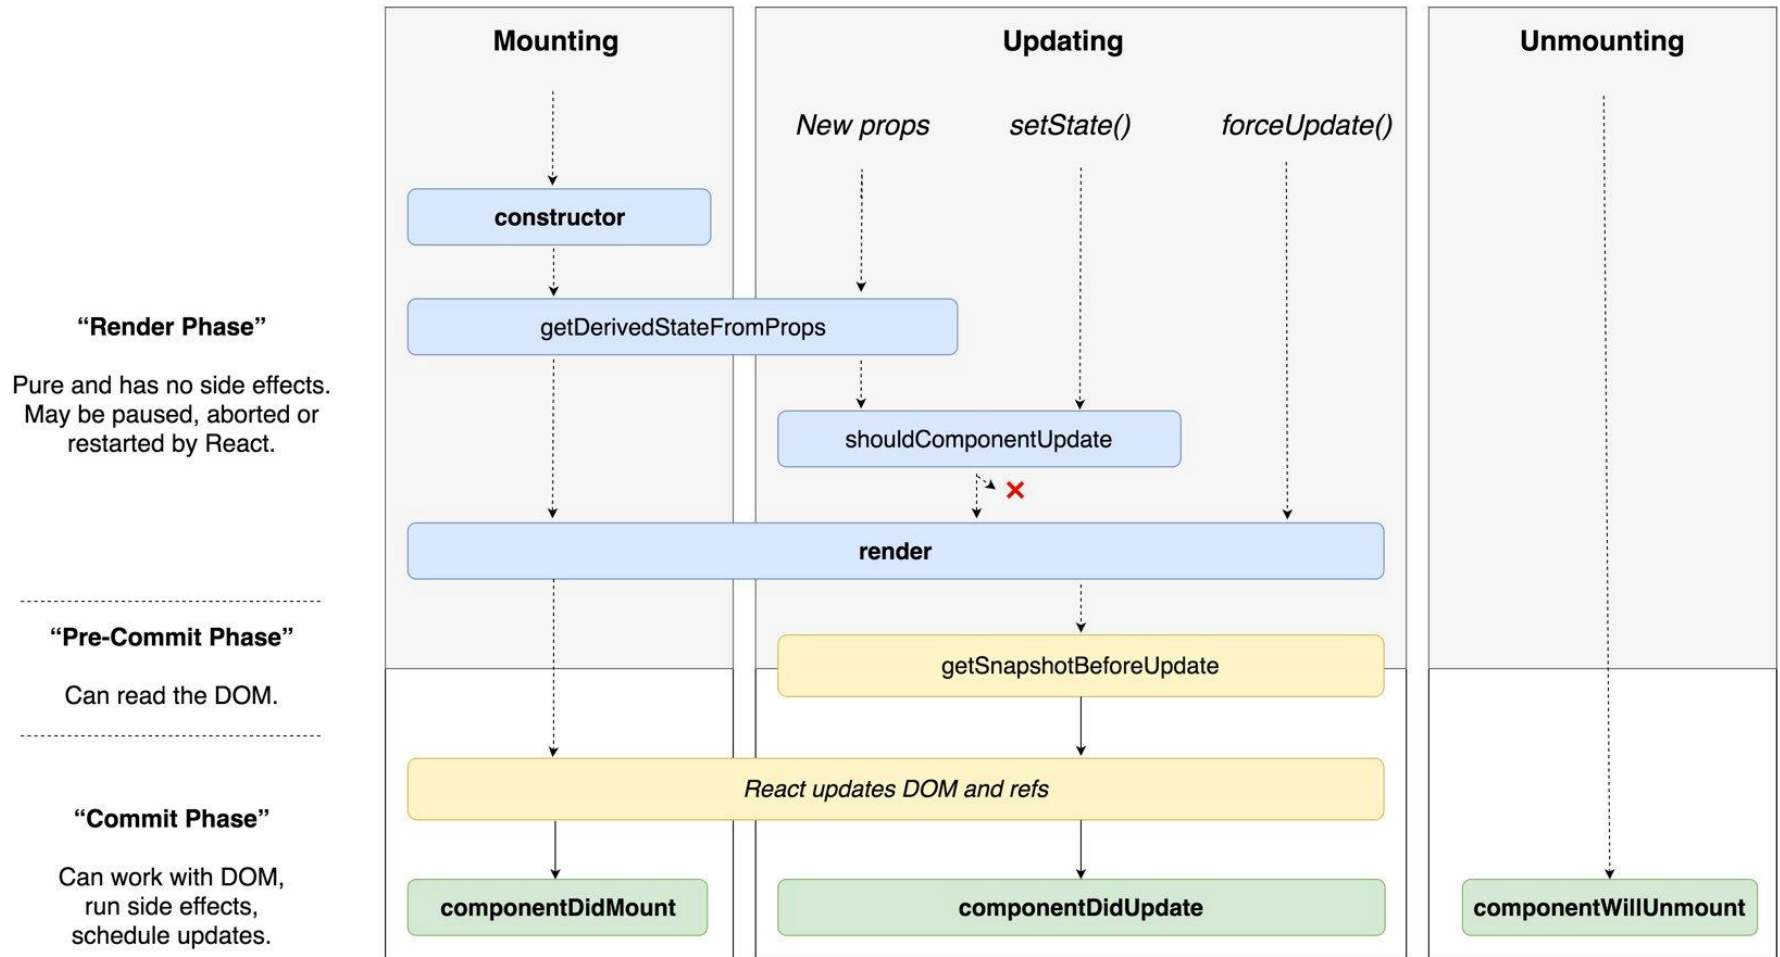 Mounting
Updating
Unmounting
New props
setState()
forceUpdate()
constructor
“Render Phase”
getDerivedStateFromProps
Pure and has no side effects.
May be paused, aborted or
restarted by React.
shouldComponentUpdate
render
“Pre-Commit Phase”
getSnapshotBeforeUpdate
Can read the DOM.
React updates DOM and refs
“Commit Phase”
Can work with DOM,
run side effects,
schedule updates.
componentDidMount
componentDidUpdate
componentWillUnmount